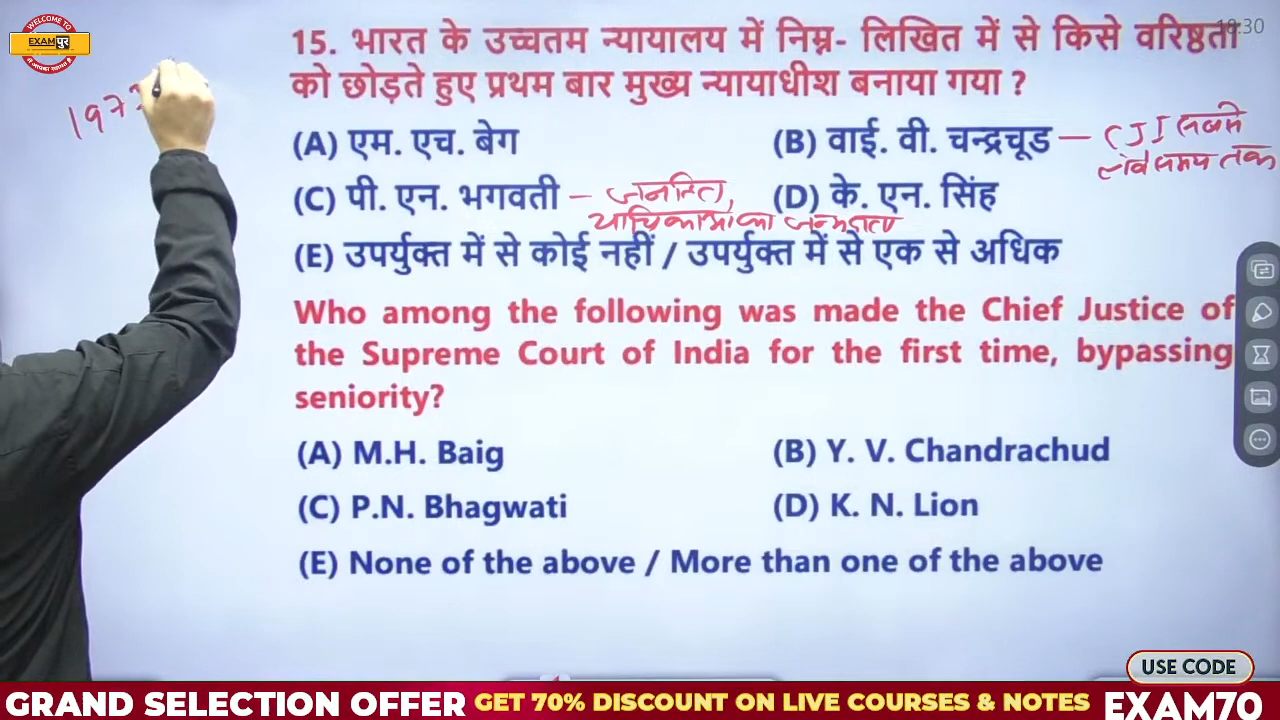 WELCOME TO
EXAMपुर
18:30
15. भारत के उच्चतम न्यायालय में निम्न- लिखित में से किसे वरिष्ठता
को छोड़ते हुए प्रथम बार मुख्य न्यायाधीश बनाया गया ?
197
(A) एम. एच. बेग
(B) वाई. वी. चन्द्रचूड — CJI सबसे
लंबे समय तक
(C) पी. एन. भगवती – जनहित
(D) के. एन. सिंह
याचिकाओं का जन्मदाता
(E) उपर्युक्त में से कोई नहीं / उपर्युक्त में से एक से अधिक
Who among the following was made the Chief Justice of
the Supreme Court of India for the first time, bypassing
seniority?
(A) M.H. Baig
(B) Y. V. Chandrachud
(C) P.N. Bhagwati
(D) K. N. Lion
(E) None of the above / More than one of the above
USE CODE
GRAND SELECTION OFFER GET 70% DISCOUNT ON LIVE COURSES & NOTES EXAM70